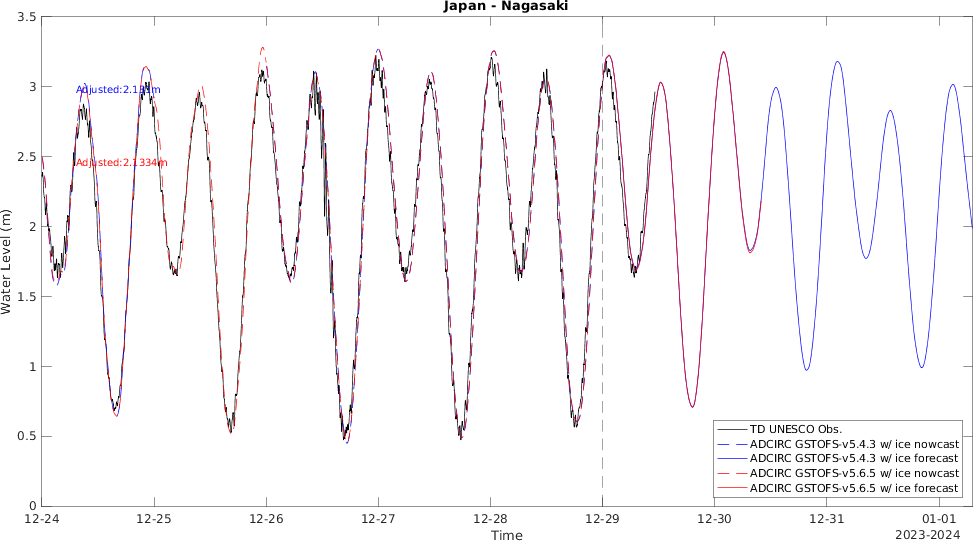 Japan - Nagasaki
3.5
3
2.5
2
1.5
1
0.5
0
Water Level (m)
Adjusted:2.1334m
12-24
12-25
12-26
12-27
12-28
12-29
12-30
12-31
01-01
Time
2023-2024
TD UNESCO Obs.
ADCIRC GSTOFS-v5.4.3 w/ ice nowcast
ADCIRC GSTOFS-v5.4.3 w/ ice forecast
ADCIRC GSTOFS-v5.6.5 w/ ice nowcast
ADCIRC GSTOFS-v5.6.5 w/ ice forecast